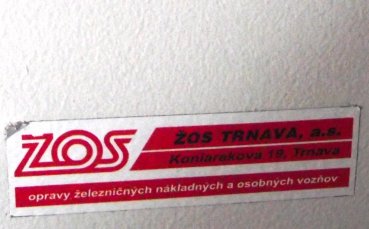 ŽOS
ŽOS TRNAVA, a.s.
Koniarekova 19, Trnava
opravy železničných nákladných a osobných vozňov